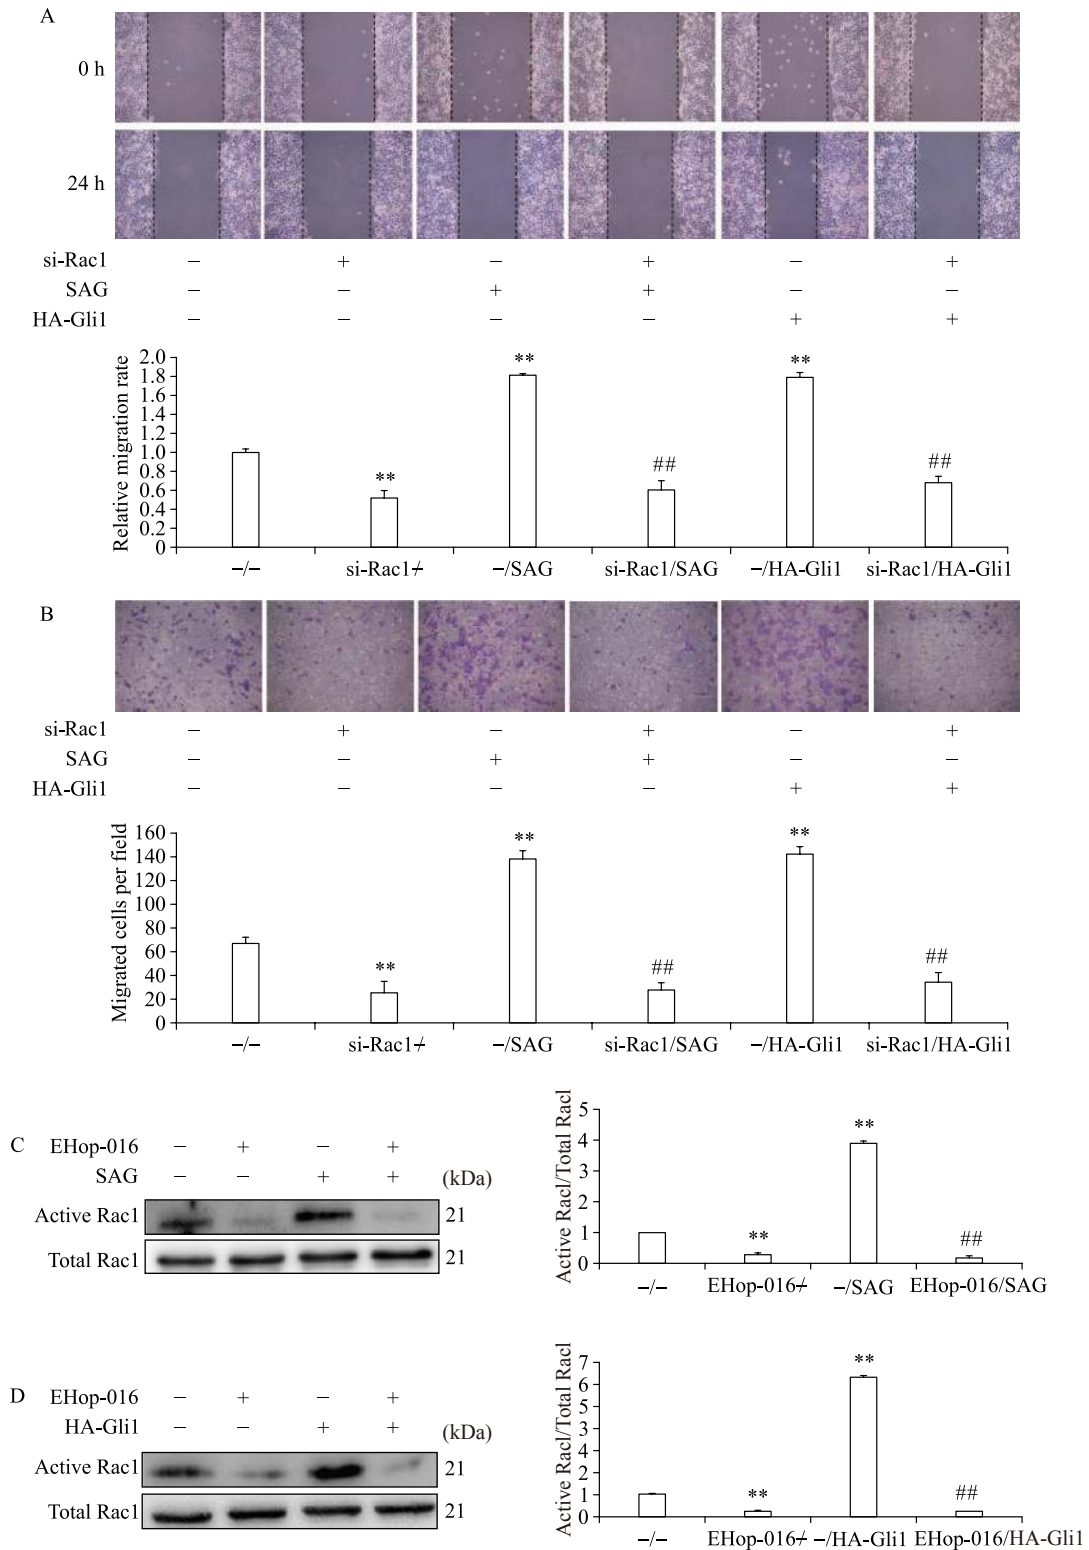 A
0 h
24 h
si-Rac1 − + − + − +
SAG − − + + − −
HA-Gli1 − − − − + +
Relative migration rate
2.0
1.8
1.6
1.4
1.2
1.0
0.8
0.6
0.4
0.2
0
** ** ## ** ##
−/− si-Rac1/− −/SAG si-Rac1/SAG −/HA-Gli1 si-Rac1/HA-Gli1
B
si-Rac1 − + − + − +
SAG − − + + − −
HA-Gli1 − − − − + +
Migrated cells per field
160
140
120
100
80
60
40
20
0
** ** ## ** ##
−/− si-Rac1/− −/SAG si-Rac1/SAG −/HA-Gli1 si-Rac1/HA-Gli1
C
EHop-016 − + − +
SAG − − + + (kDa)
Active Rac1 21
Total Rac1 21
Active Racl/Total Racl
5
4
3
2
1
0
** ** ##
−/− EHop-016/− −/SAG EHop-016/SAG
D
EHop-016 − + − +
HA-Gli1 − − + + (kDa)
Active Rac1 21
Total Rac1 21
Active Racl/Total Racl
7
6
5
3
4
2
1
0
** ** ##
−/− EHop-016/− −/HA-Gli1 EHop-016/HA-Gli1